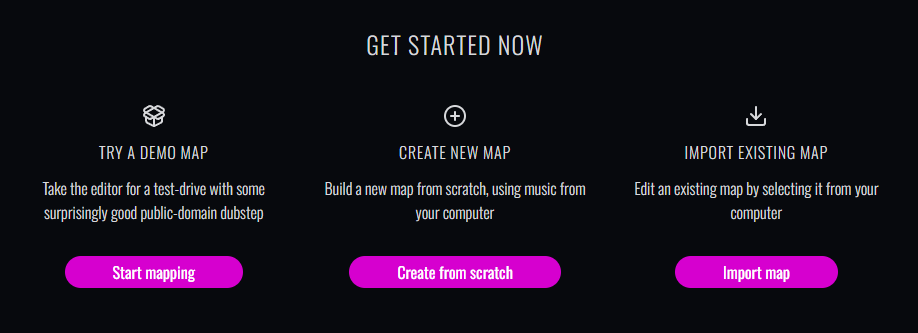 GET STARTED NOW
TRY A DEMO MAP
Take the editor for a test-drive with some
surprisingly good public-domain dubstep
Start mapping
CREATE NEW MAP
Build a new map from scratch, using music from
your computer
Create from scratch
IMPORT EXISTING MAP
Edit an existing map by selecting it from your
computer
Import map